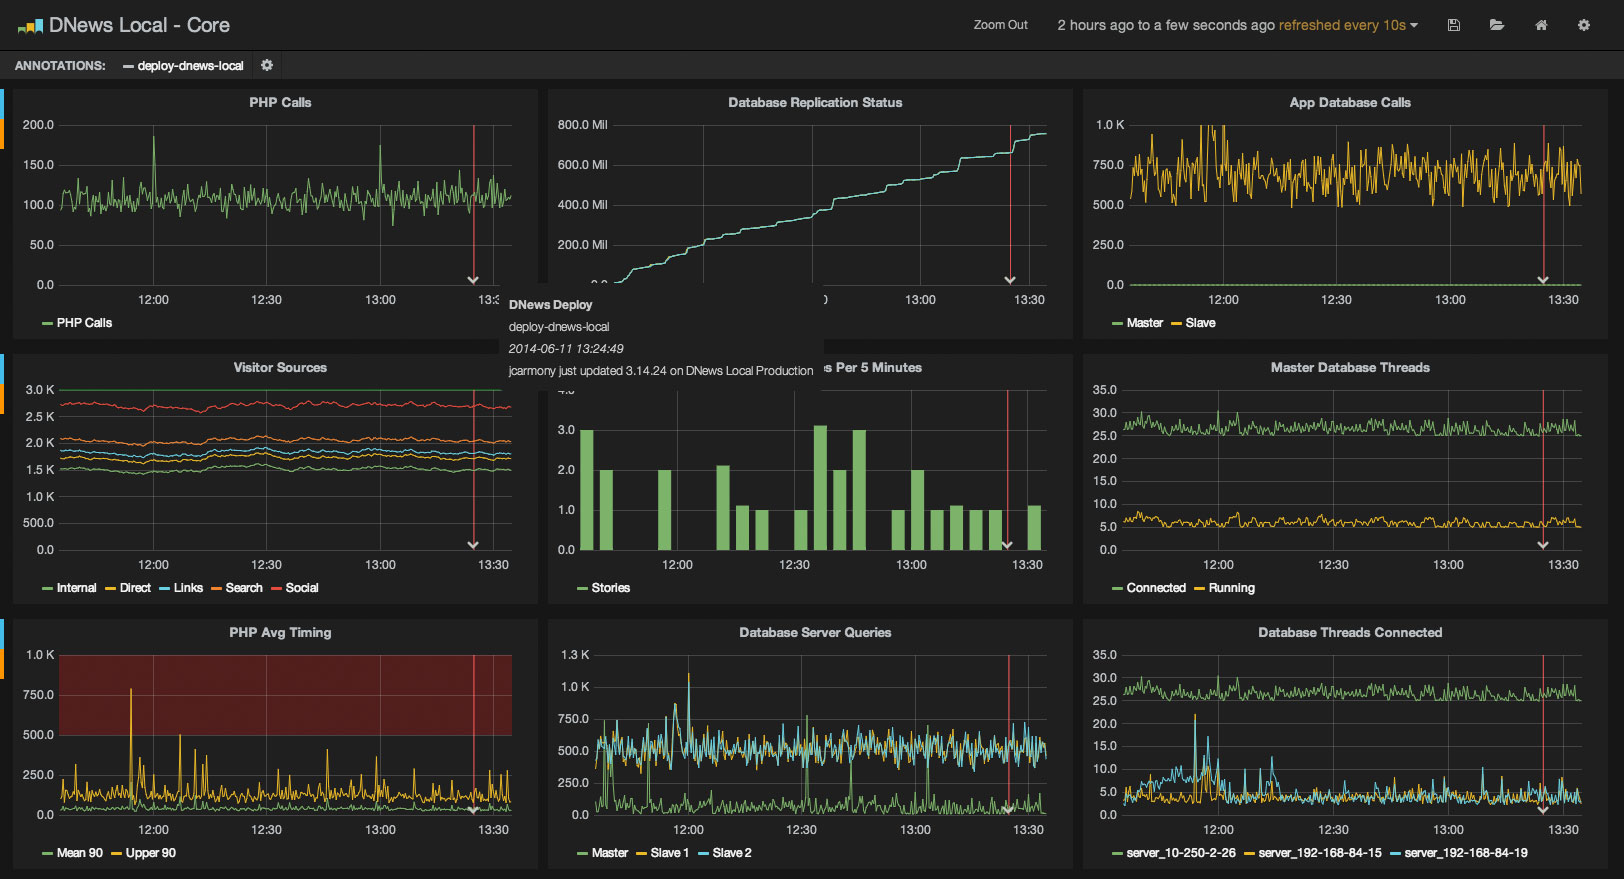 DNews Local - Core
Zoom Out
2 hours ago to a few seconds ago refreshed every 10s
ANNOTATIONS:
deploy-dnews-local
PHP Calls
200.0
150.0
100.0
50.0
0.0
12:00 12:30 13:00 13:3
PHP Calls
Database Replication Status
800.0 Mil
600.0 Mil
400.0 Mil
200.0 Mil
13:00 13:30
App Database Calls
1.0 K
750.0
500.0
250.0
0.0
12:00 12:30 13:00 13:30
Master Slave
DNews Deploy
deploy-dnews-local
2014-06-11 13:24:49
jcarmony just updated 3.14.24 on DNews Local Production
Visitor Sources
3.0 K
2.5 K
2.0 K
1.5 K
1.0 K
500.0
0.0
12:00 12:30 13:00 13:30
Internal Direct Links Search Social
s Per 5 Minutes
4.0
3.0
2.0
1.0
0.0
12:00 12:30 13:00 13:30
Stories
Master Database Threads
35.0
30.0
25.0
20.0
15.0
10.0
5.0
0.0
12:00 12:30 13:00 13:30
Connected Running
PHP Avg Timing
1.0 K
750.0
500.0
250.0
0.0
12:00 12:30 13:00 13:30
Mean 90 Upper 90
Database Server Queries
1.3 K
1.0 K
750.0
500.0
250.0
0.0
12:00 12:30 13:00 13:30
Master Slave 1 Slave 2
Database Threads Connected
35.0
30.0
25.0
20.0
15.0
10.0
5.0
0.0
12:00 12:30 13:00 13:30
server_10-250-2-26 server_192-168-84-15 server_192-168-84-19